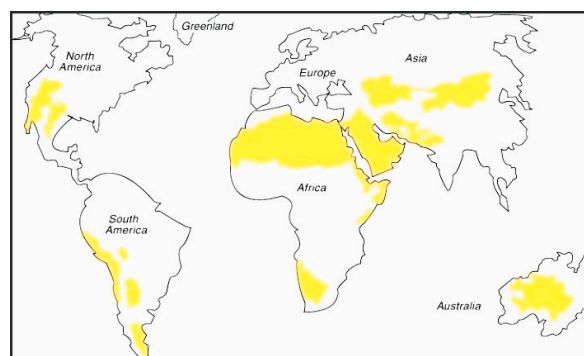 Greenland
North
America
Europe
Asia
Africa
South
America
Australia